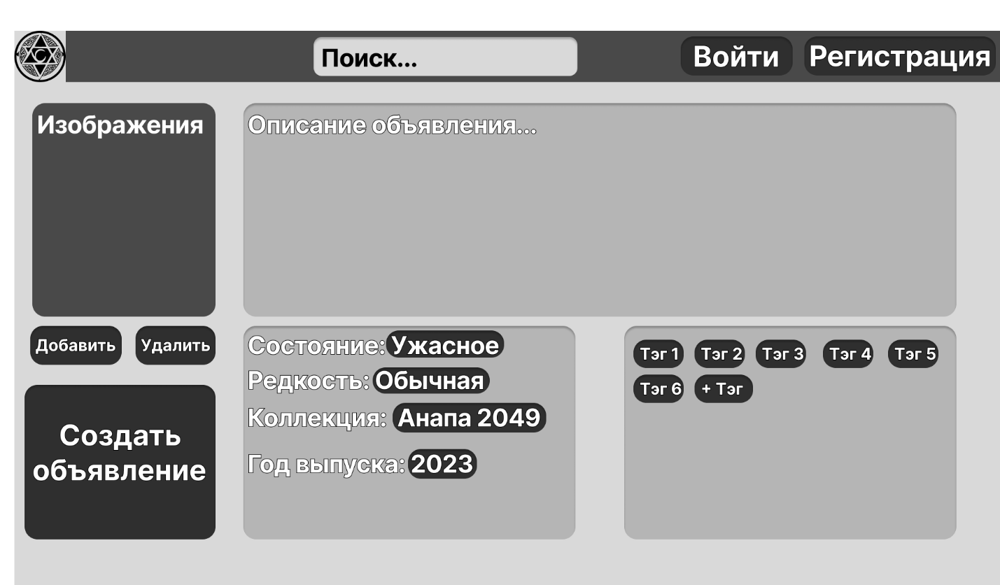 Поиск...
Войти
Регистрация
Изображения
Описание объявления...
Добавить
Удалить
Создать
объявление
Состояние: Ужасное
Редкость: Обычная
Коллекция: Анапа 2049
Год выпуска: 2023
Тэг 1 Тэг 2 Тэг 3 Тэг 4 Тэг 5
Тэг 6 + Тэг